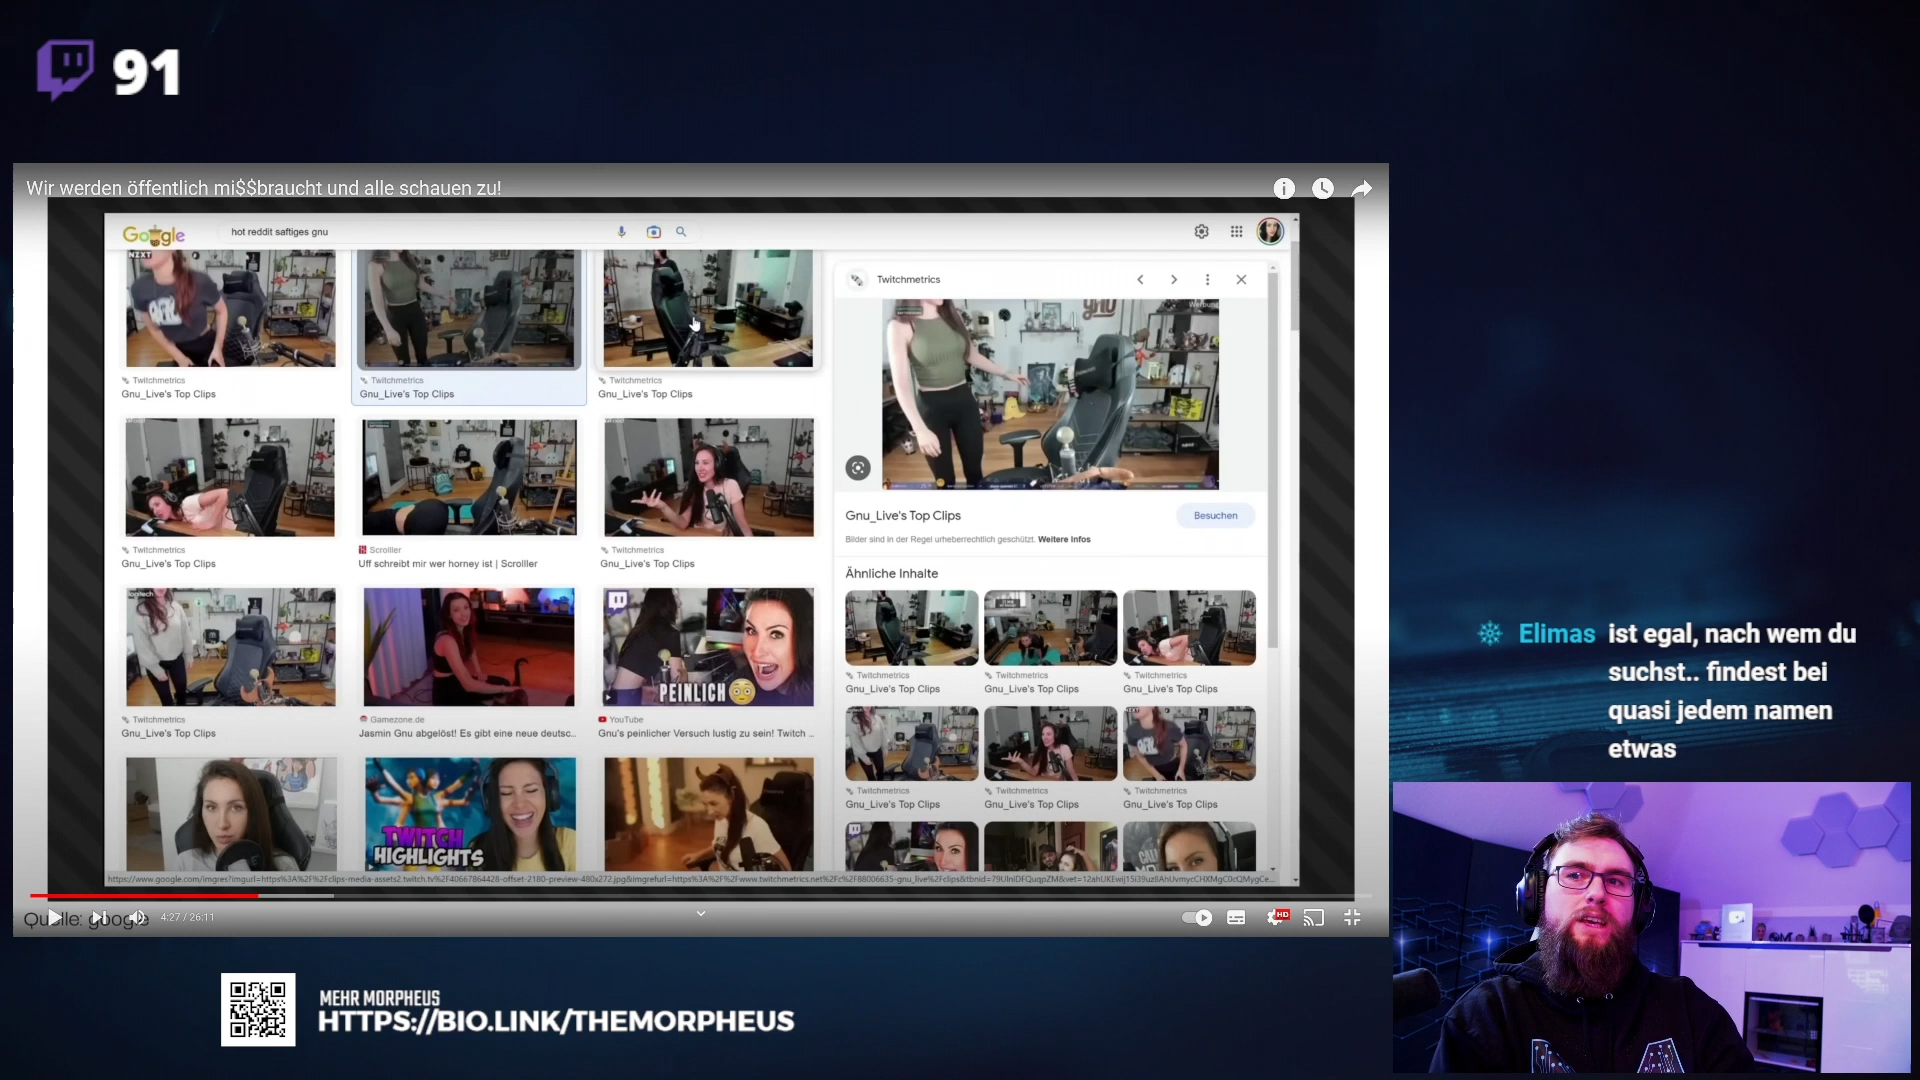 91
Wir werden öffentlich mi$$braucht und alle schauen zu!
Google
hot reddit saftiges gnu
NZXT
Twitchmetrics
Gnu_Live's Top Clips
Twitchmetrics
Gnu_Live's Top Clips
Twitchmetrics
Gnu_Live's Top Clips
Twitchmetrics
Gnu_Live's Top Clips
Scrolller
Uff schreibt mir wer horney ist | Scrolller
Twitchmetrics
Gnu_Live's Top Clips
Twitchmetrics
Gnu_Live's Top Clips
Gamezone.de
Jasmin Gnu abgelöst! Es gibt eine neue deutsc...
PEINLICH
YouTube
Gnu's peinlicher Versuch lustig zu sein! Twitch ...
TWITCH
HIGHLIGHTS
Twitchmetrics
Werbung
gnu
Gnu_Live's Top Clips
Besuchen
Bilder sind in der Regel urheberrechtlich geschützt. Weitere Infos
Ähnliche Inhalte
Twitchmetrics
Gnu_Live's Top Clips
Twitchmetrics
Gnu_Live's Top Clips
Twitchmetrics
Gnu_Live's Top Clips
Twitchmetrics
Gnu_Live's Top Clips
Twitchmetrics
Gnu_Live's Top Clips
Twitchmetrics
Gnu_Live's Top Clips
Quelle: google
4:27 / 26:11
HD
Elimas ist egal, nach wem du
suchst.. findest bei
quasi jedem namen
etwas
MEHR MORPHEUS
HTTPS://BIO.LINK/THEMORPHEUS